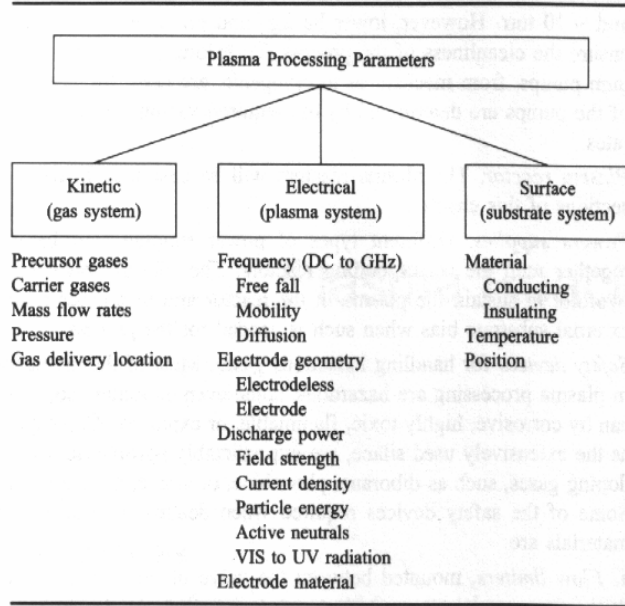 Plasma Processing Parameters
Kinetic
(gas system)
Electrical
(plasma system)
Surface
(substrate system)
Precursor gases
Carrier gases
Mass flow rates
Pressure
Gas delivery location
Frequency (DC to GHz)
Free fall
Mobility
Diffusion
Electrode geometry
Electrodeless
Electrode
Discharge power
Field strength
Current density
Particle energy
Active neutrals
VIS to UV radiation
Electrode material
Material
Conducting
Insulating
Temperature
Position